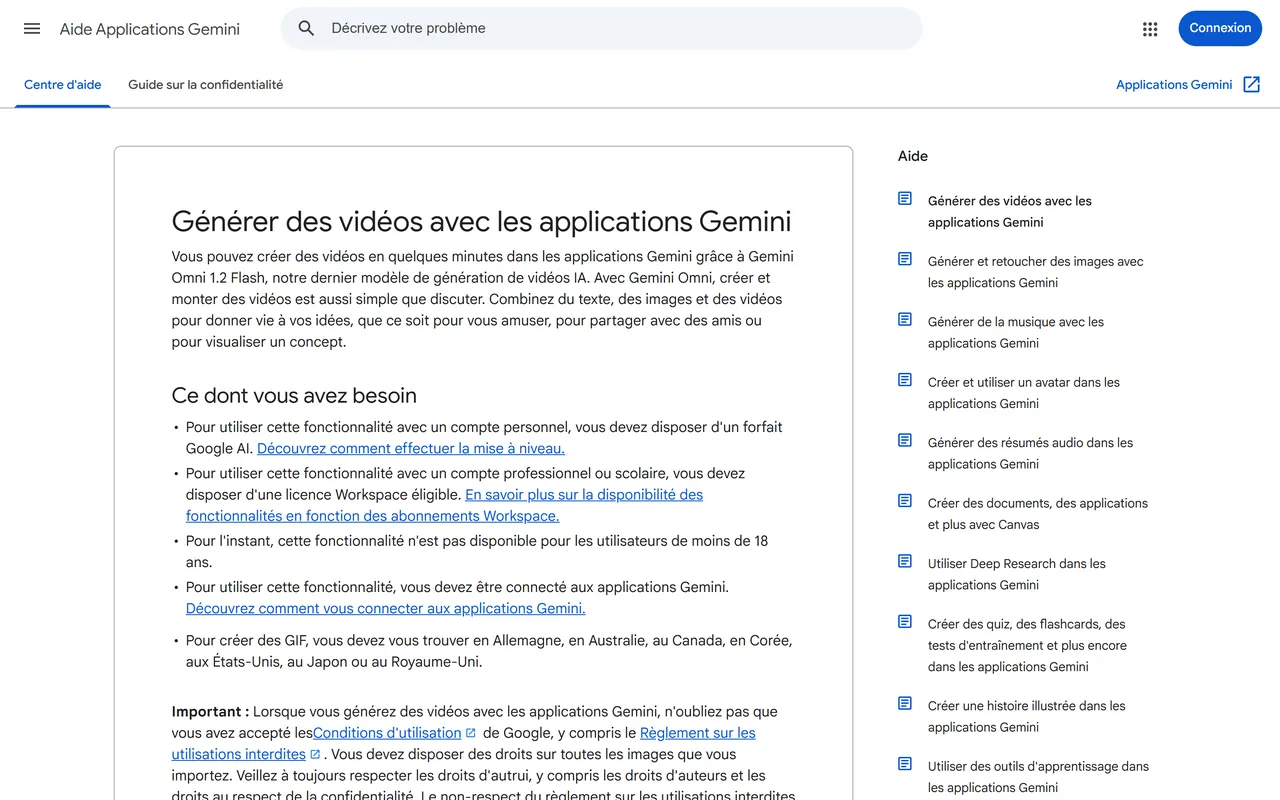 Aide Applications Gemini
Décrivez votre problème
Connexion
Centre d'aide
Guide sur la confidentialité
Applications Gemini
Générer des vidéos avec les applications Gemini
Vous pouvez créer des vidéos en quelques minutes dans les applications Gemini grâce à Gemini
Omni 1.2 Flash, notre dernier modèle de génération de vidéos IA. Avec Gemini Omni, créer et
monter des vidéos est aussi simple que discuter. Combinez du texte, des images et des vidéos
pour donner vie à vos idées, que ce soit pour vous amuser, pour partager avec des amis ou
pour visualiser un concept.
Ce dont vous avez besoin
• Pour utiliser cette fonctionnalité avec un compte personnel, vous devez disposer d'un forfait
Google AI. Découvrez comment effectuer la mise à niveau.
• Pour utiliser cette fonctionnalité avec un compte professionnel ou scolaire, vous devez
disposer d'une licence Workspace éligible. En savoir plus sur la disponibilité des
fonctionnalités en fonction des abonnements Workspace.
• Pour l'instant, cette fonctionnalité n'est pas disponible pour les utilisateurs de moins de 18
ans.
• Pour utiliser cette fonctionnalité, vous devez être connecté aux applications Gemini.
Découvrez comment vous connecter aux applications Gemini.
• Pour créer des GIF, vous devez vous trouver en Allemagne, en Australie, au Canada, en Corée,
aux États-Unis, au Japon ou au Royaume-Uni.
Important : Lorsque vous générez des vidéos avec les applications Gemini, n'oubliez pas que
vous avez accepté lesConditions d'utilisation de Google, y compris le Règlement sur les
utilisations interdites . Vous devez disposer des droits sur toutes les images que vous
importez. Veillez à toujours respecter les droits d'autrui, y compris les droits d'auteurs et les
droits au respect de la confidentialité. Le non-respect du règlement sur les utilisations interdites
Aide
Générer des vidéos avec les
applications Gemini
Générer et retoucher des images avec
les applications Gemini
Générer de la musique avec les
applications Gemini
Créer et utiliser un avatar dans les
applications Gemini
Générer des résumés audio dans les
applications Gemini
Créer des documents, des applications
et plus avec Canvas
Utiliser Deep Research dans les
applications Gemini
Créer des quiz, des flashcards, des
tests d'entraînement et plus encore
dans les applications Gemini
Créer une histoire illustrée dans les
applications Gemini
Utiliser des outils d'apprentissage dans
les applications Gemini